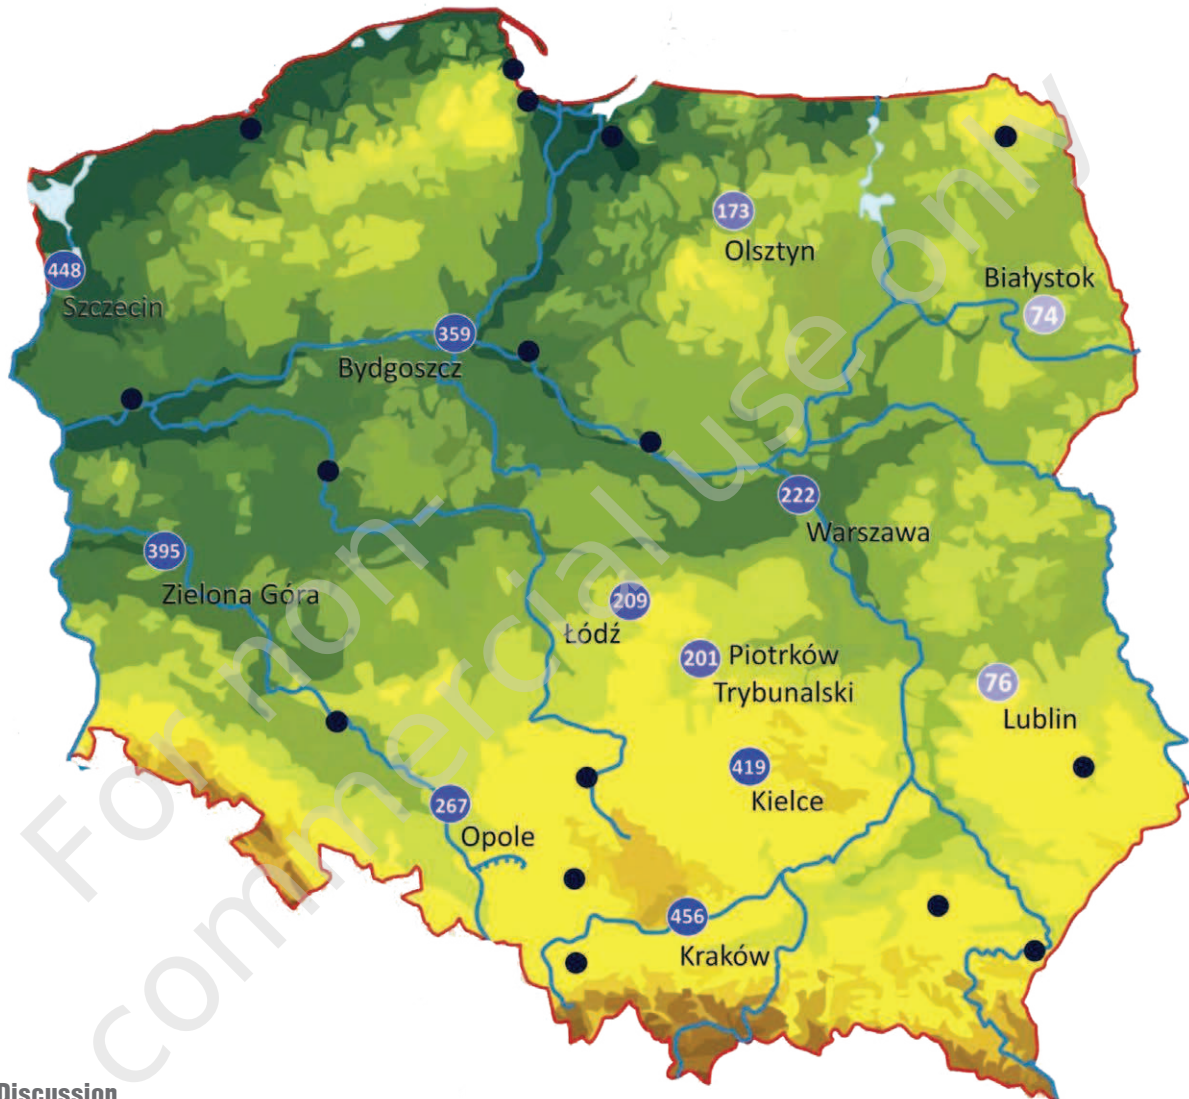 173
Olsztyn
Białystok
74
448
Szczecin
359
Bydgoszcz
222
Warszawa
395
Zielona Góra
209
Łódź
201 Piotrków
Trybunalski
76
Lublin
419
Kielce
267
Opole
456
Kraków
For non-
commercial use only
Discussion